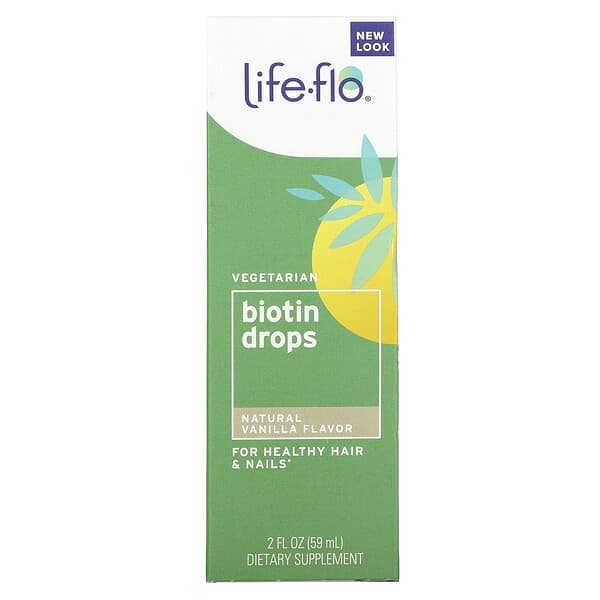 NEW
LOOK
life·flo®
VEGETARIAN
biotin
drops
NATURAL
VANILLA FLAVOR
FOR HEALTHY HAIR
& NAILS*
2 FL OZ (59 mL)
DIETARY SUPPLEMENT